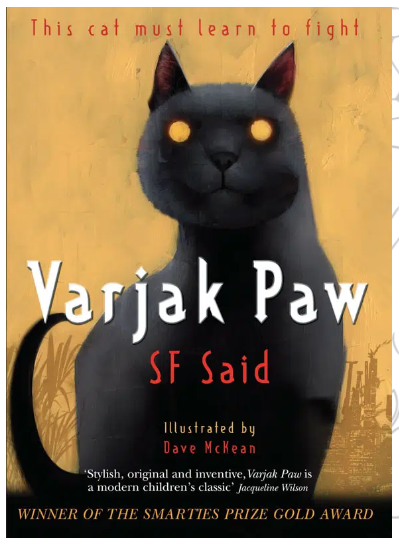 This cat must learn to fight
Varjak Paw
SF Said
Illustrated by
Dave McKean
‘Stylish, original and inventive, Varjak Paw is
a modern children’s classic’ Jacqueline Wilson
WINNER OF THE SMARTIES PRIZE GOLD AWARD